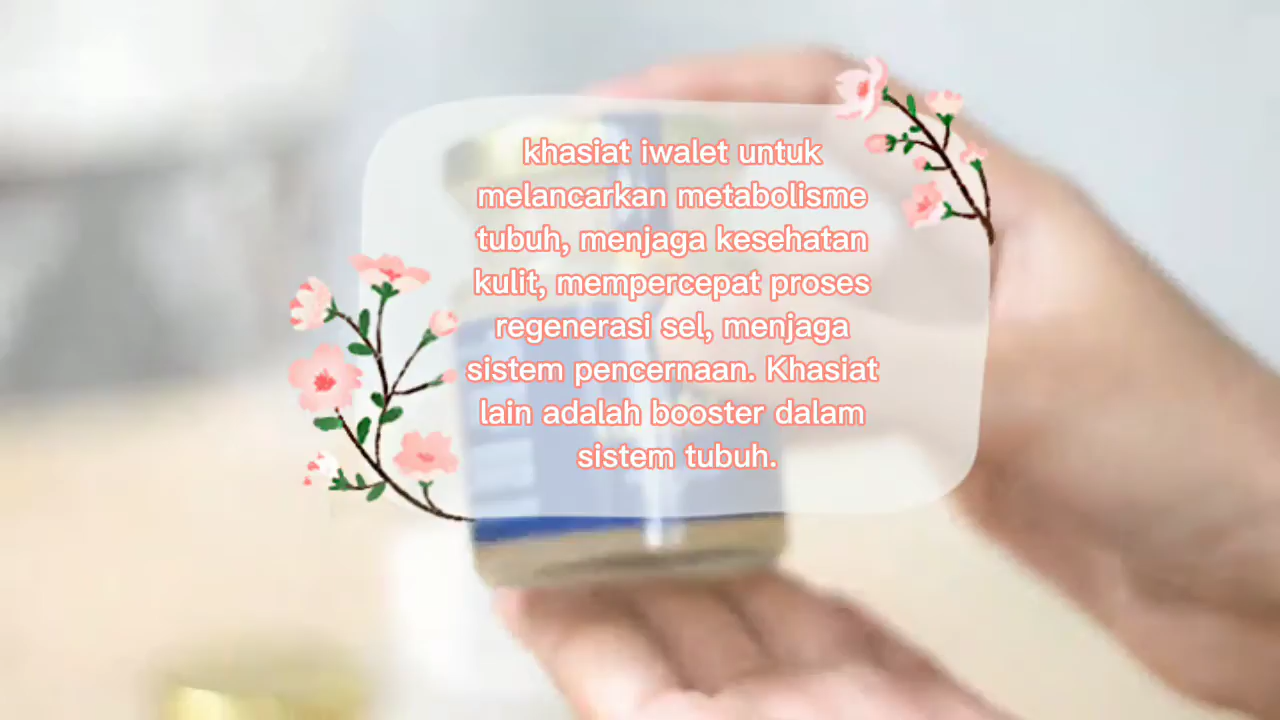 khasiat iwalet untuk
melancarkan metabolisme
tubuh, menjaga kesehatan
kulit, mempercepat proses
regenerasi sel, menjaga
sistem pencernaan. Khasiat
lain adalah booster dalam
sistem tubuh.